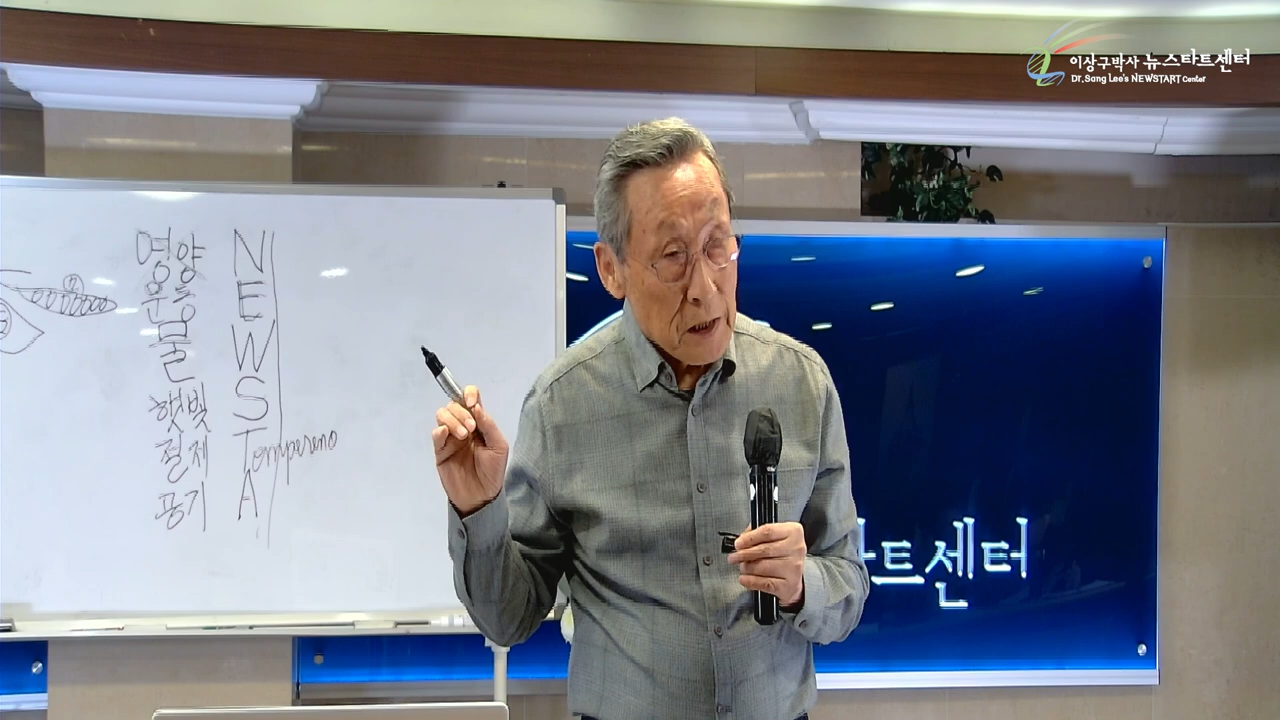 이상구박사 뉴스타트센터
Dr. Sang Lee's NEWSTART Center
영양 N
운동 E
물 W
햇빛 S
절제 Temperenc
공기 A
타트센터